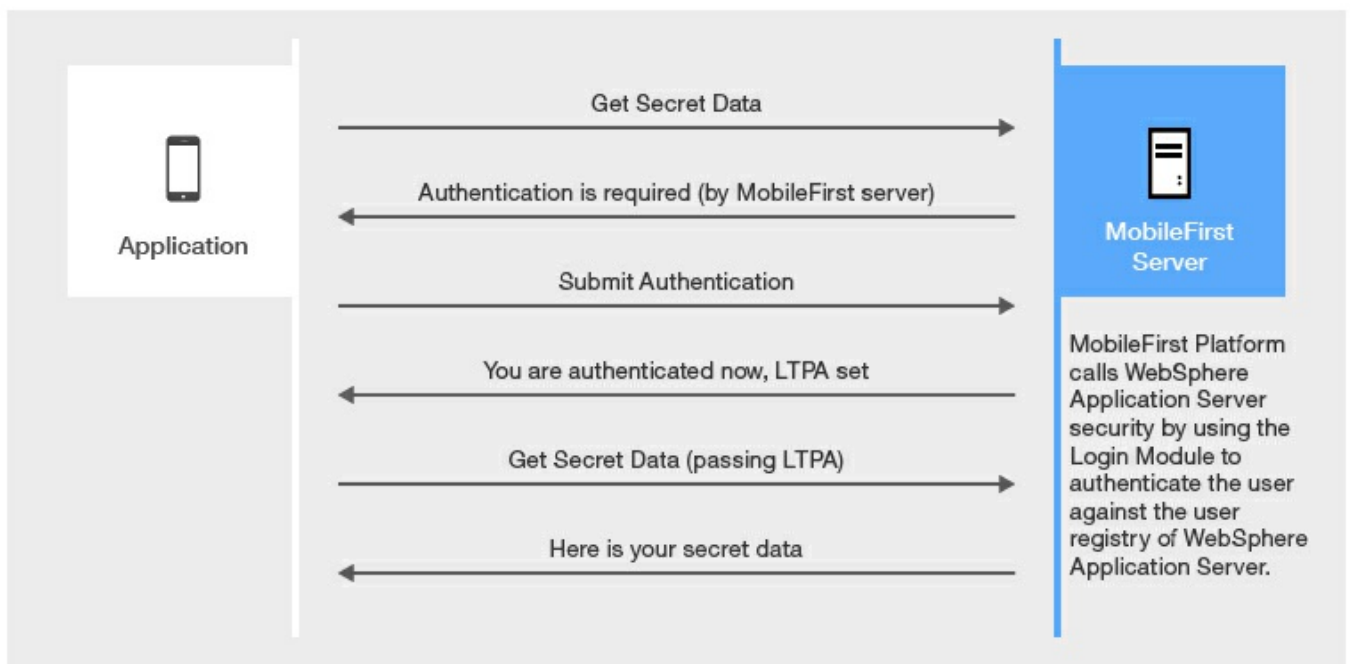 Get Secret Data
Authentication is required (by MobileFirst server)
Application
MobileFirst
Server
Submit Authentication
You are authenticated now, LTPA set
Get Secret Data (passing LTPA)
Here is your secret data
MobileFirst Platform
calls WebSphere
Application Server
security by using the
Login Module to
authenticate the user
against the user
registry of WebSphere
Application Server.